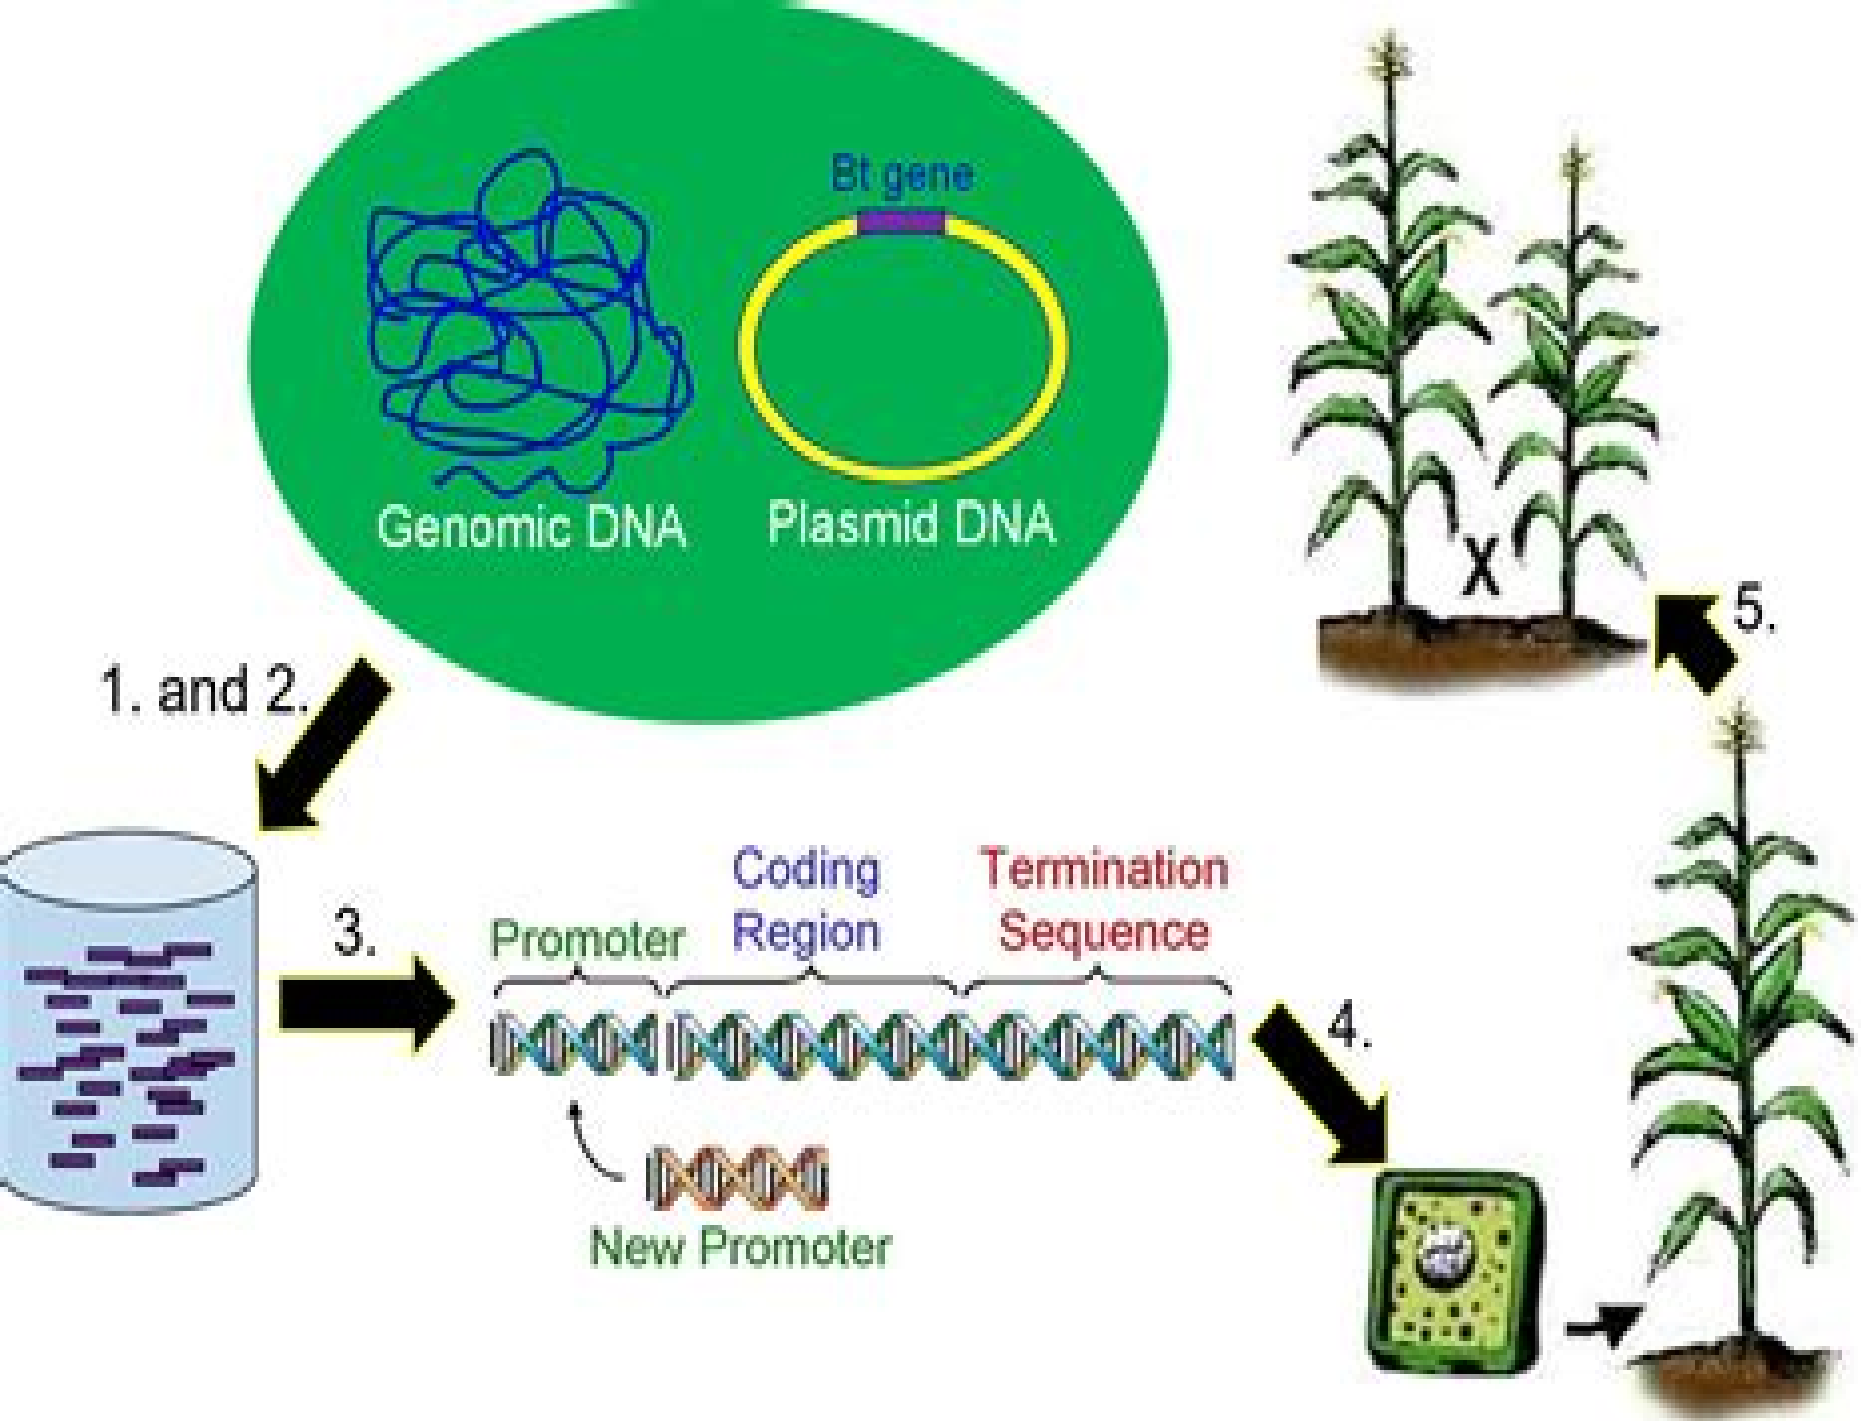 Bt gene
Genomic DNA
Plasmid DNA
X
5.
1. and 2.
3.
Promoter
Coding
Region
Termination
Sequence
4.
New Promoter